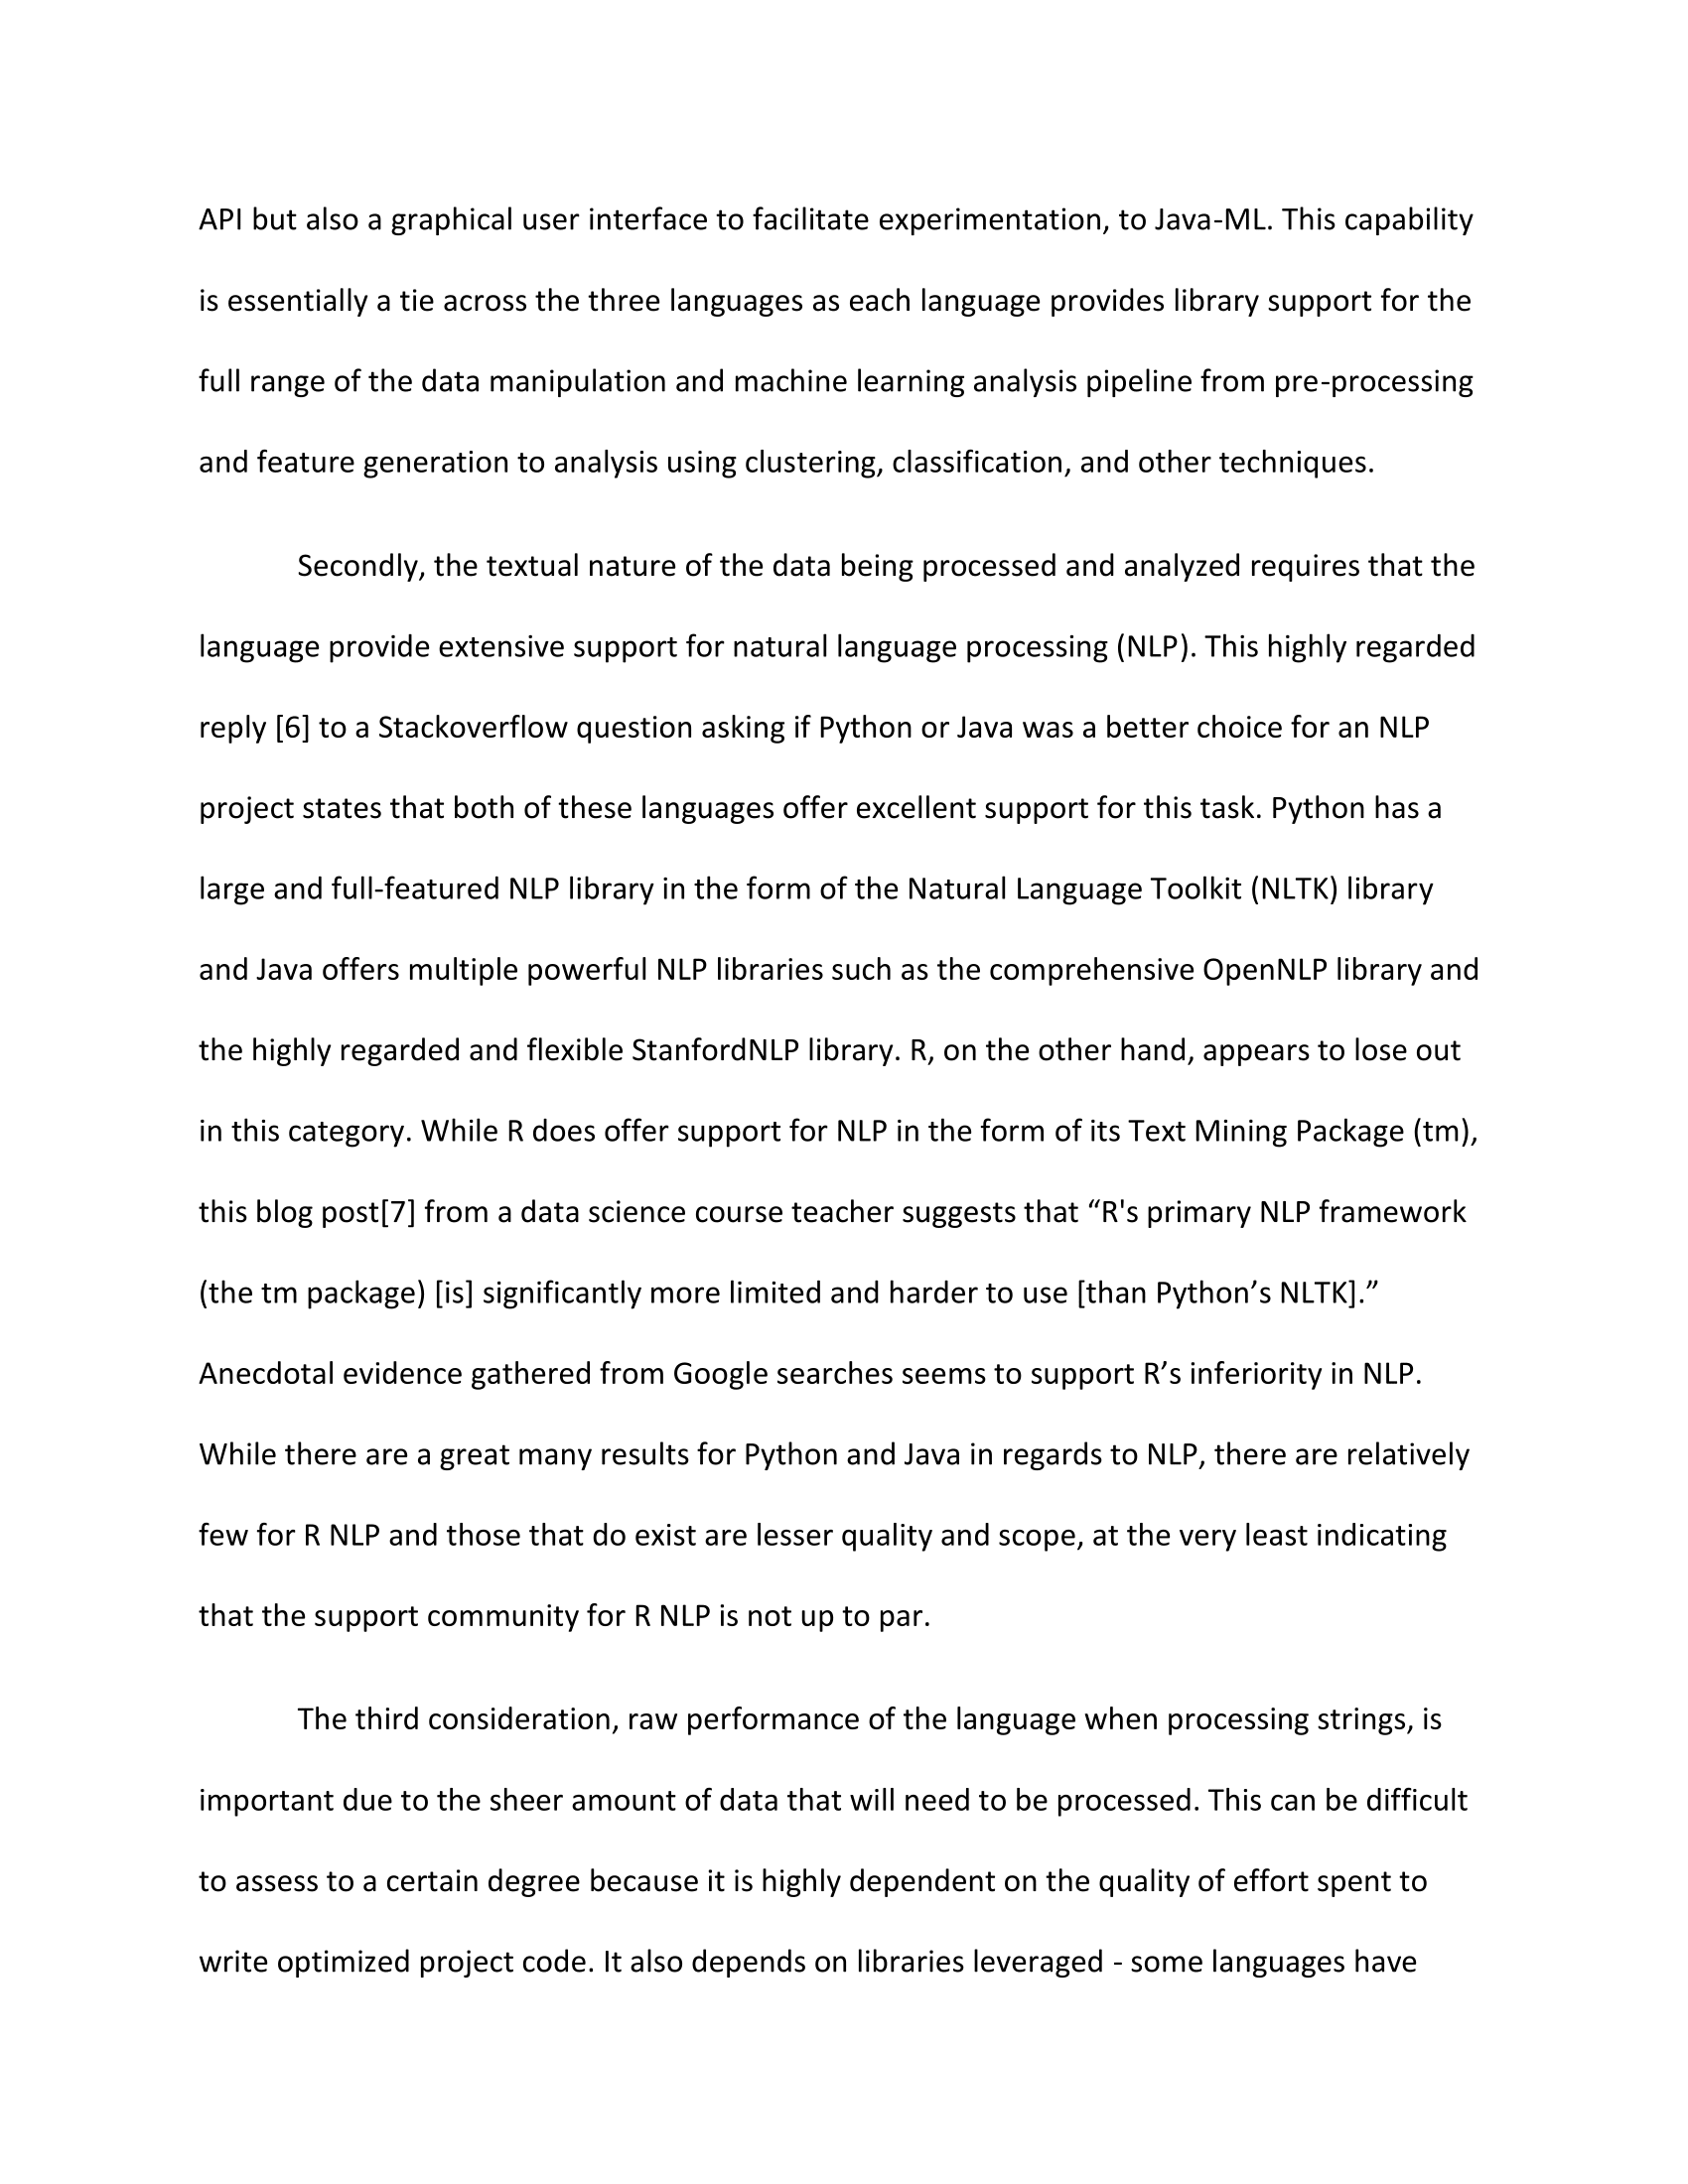 API but also a graphical user interface to facilitate experimentation, to Java-ML. This capability
is essentially a tie across the three languages as each language provides library support for the
full range of the data manipulation and machine learning analysis pipeline from pre-processing
and feature generation to analysis using clustering, classification, and other techniques.
Secondly, the textual nature of the data being processed and analyzed requires that the
language provide extensive support for natural language processing (NLP). This highly regarded
reply [6] to a Stackoverflow question asking if Python or Java was a better choice for an NLP
project states that both of these languages offer excellent support for this task. Python has a
large and full-featured NLP library in the form of the Natural Language Toolkit (NLTK) library
and Java offers multiple powerful NLP libraries such as the comprehensive OpenNLP library and
the highly regarded and flexible StanfordNLP library. R, on the other hand, appears to lose out
in this category. While R does offer support for NLP in the form of its Text Mining Package (tm),
this blog post[7] from a data science course teacher suggests that “R's primary NLP framework
(the tm package) [is] significantly more limited and harder to use [than Python’s NLTK].”
Anecdotal evidence gathered from Google searches seems to support R’s inferiority in NLP.
While there are a great many results for Python and Java in regards to NLP, there are relatively
few for R NLP and those that do exist are lesser quality and scope, at the very least indicating
that the support community for R NLP is not up to par.
The third consideration, raw performance of the language when processing strings, is
important due to the sheer amount of data that will need to be processed. This can be difficult
to assess to a certain degree because it is highly dependent on the quality of effort spent to
write optimized project code. It also depends on libraries leveraged - some languages have